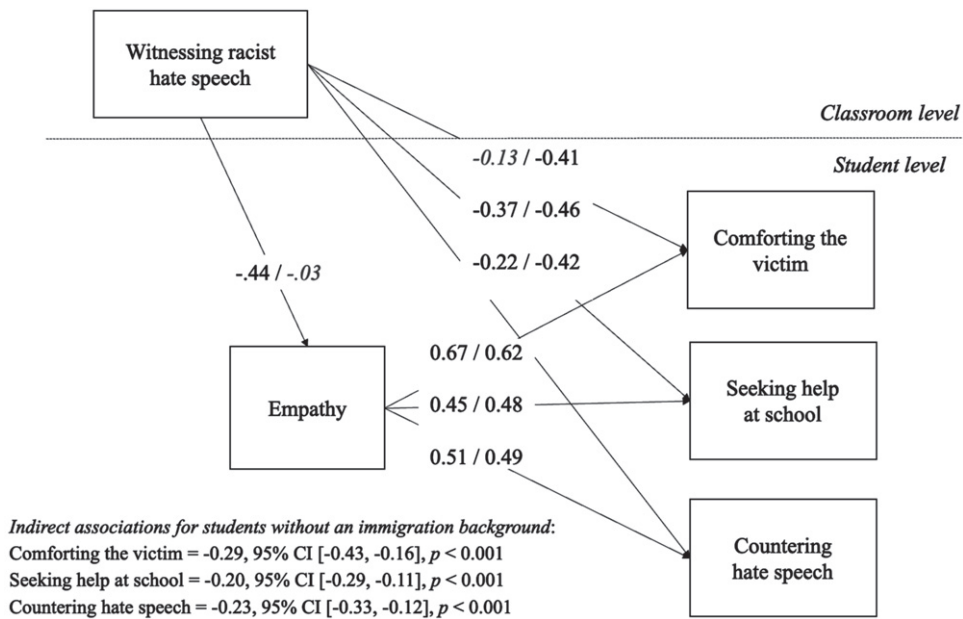 Witnessing racist
hate speech
Classroom level
-0.13 / -0.41
Student level
-0.37 / -0.46
Comforting the
victim
-0.22 / -0.42
-.44 / -.03
0.67 / 0.62
Empathy
0.45 / 0.48
Seeking help
at school
0.51 / 0.49
Indirect associations for students without an immigration background:
Comforting the victim = -0.29, 95% CI [-0.43, -0.16], p < 0.001
Seeking help at school = -0.20, 95% CI [-0.29, -0.11], p < 0.001
Countering hate speech = -0.23, 95% CI [-0.33, -0.12], p < 0.001
Countering
hate speech